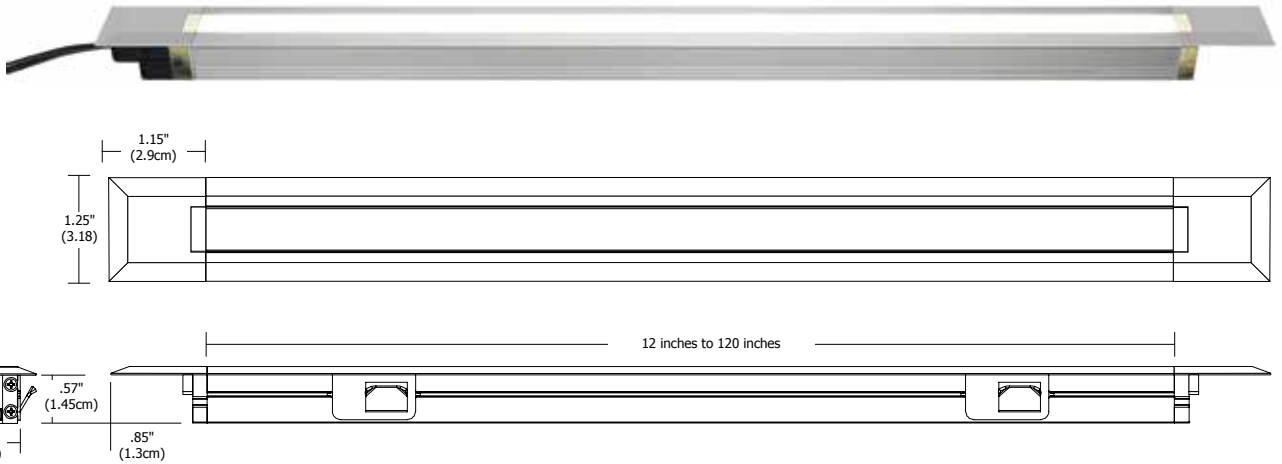 1.15"
(2.9cm)
1.25"
(3.18)
12 inches to 120 inches
.57"
(1.45cm)
.85"
(1.3cm)
)